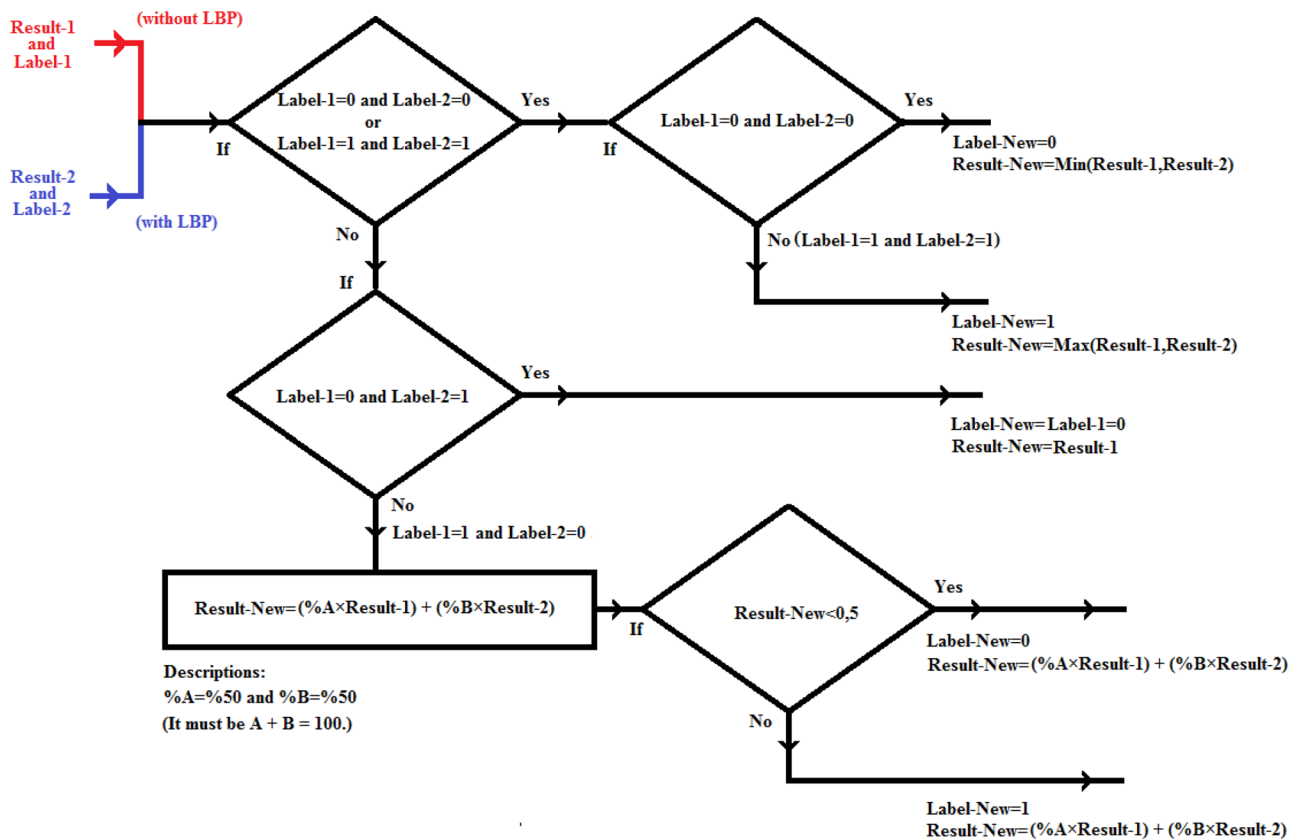 Result-1
and
Label-1
(without LBP)
Result-2
and
Label-2
(with LBP)
If
Label-1=0 and Label-2=0
or
Label-1=1 and Label-2=1
Yes
If
Label-1=0 and Label-2=0
Yes
Label-New=0
Result-New=Min(Result-1,Result-2)
No (Label-1=1 and Label-2=1)
Label-New=1
Result-New=Max(Result-1,Result-2)
No
If
Label-1=0 and Label-2=1
Yes
Label-New=Label-1=0
Result-New=Result-1
No
Label-1=1 and Label-2=0
Result-New=(%A×Result-1) + (%B×Result-2)
Descriptions:
%A=%50 and %B=%50
(It must be A + B = 100.)
If
Result-New<0,5
Yes
Label-New=0
Result-New=(%A×Result-1) + (%B×Result-2)
No
Label-New=1
Result-New=(%A×Result-1) + (%B×Result-2)